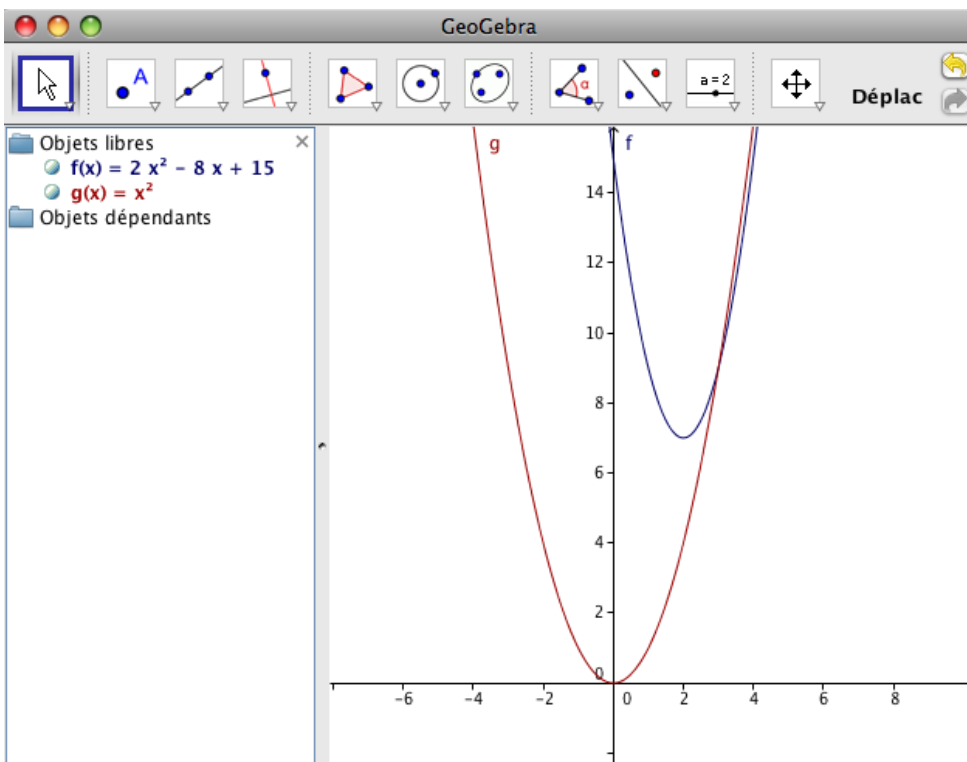 GeoGebra
A
α
a = 2
Déplac
Objets libres
f(x) = 2 x² – 8 x + 15
g(x) = x²
Objets dépendants
g
f
14
12
10
8
6
4
2
0
–6 –4 –2 0 2 4 6 8